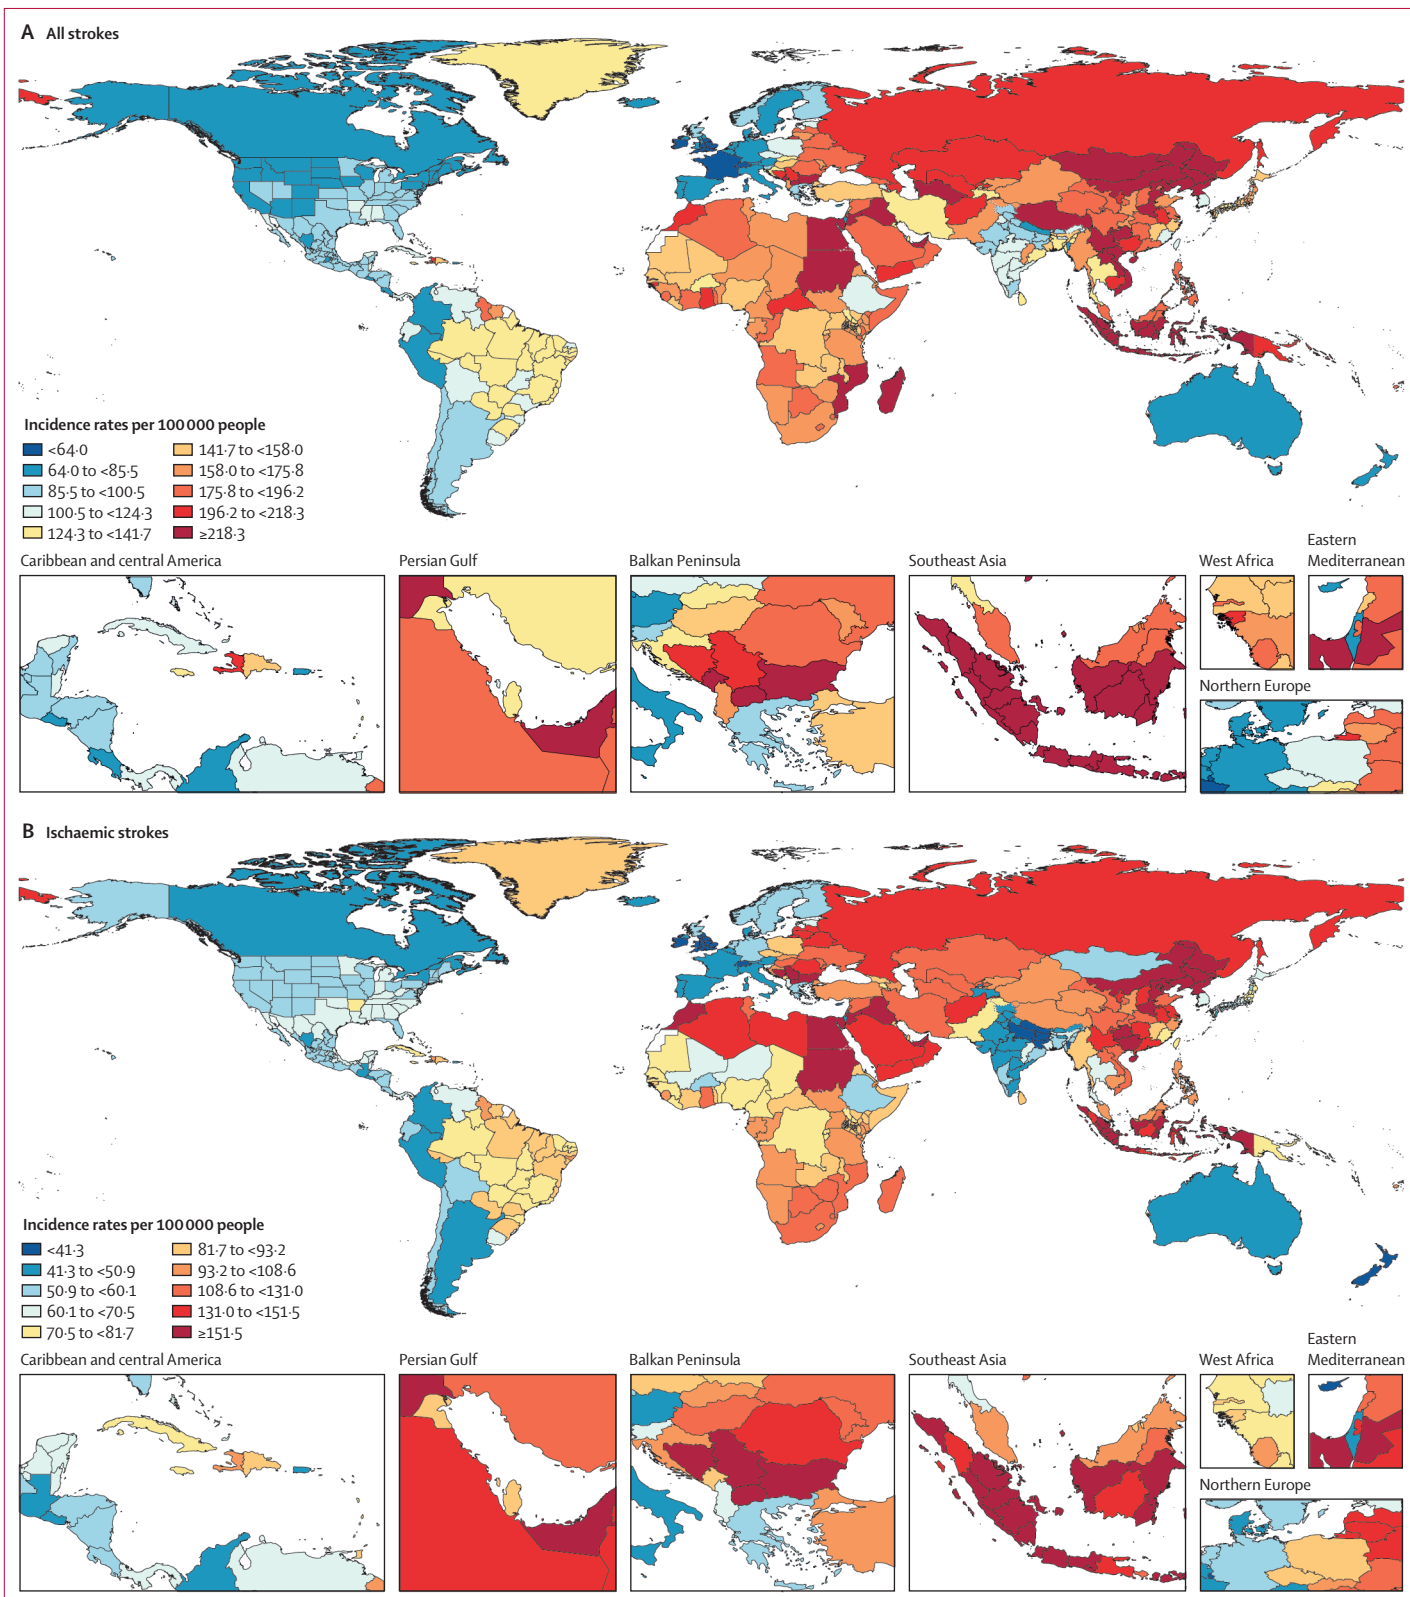 A All strokes
Incidence rates per 100 000 people
<64·0
64·0 to <85·5
85·5 to <100·5
100·5 to <124·3
124·3 to <141·7
141·7 to <158·0
158·0 to <175·8
175·8 to <196·2
196·2 to <218·3
≥218·3
Caribbean and central America
Persian Gulf
Balkan Peninsula
Southeast Asia
West Africa
Eastern
Mediterranean
Northern Europe
B Ischaemic strokes
Incidence rates per 100 000 people
<41·3
41·3 to <50·9
50·9 to <60·1
60·1 to <70·5
70·5 to <81·7
81·7 to <93·2
93·2 to <108·6
108·6 to <131·0
131·0 to <151·5
≥151·5
Caribbean and central America
Persian Gulf
Balkan Peninsula
Southeast Asia
West Africa
Eastern
Mediterranean
Northern Europe